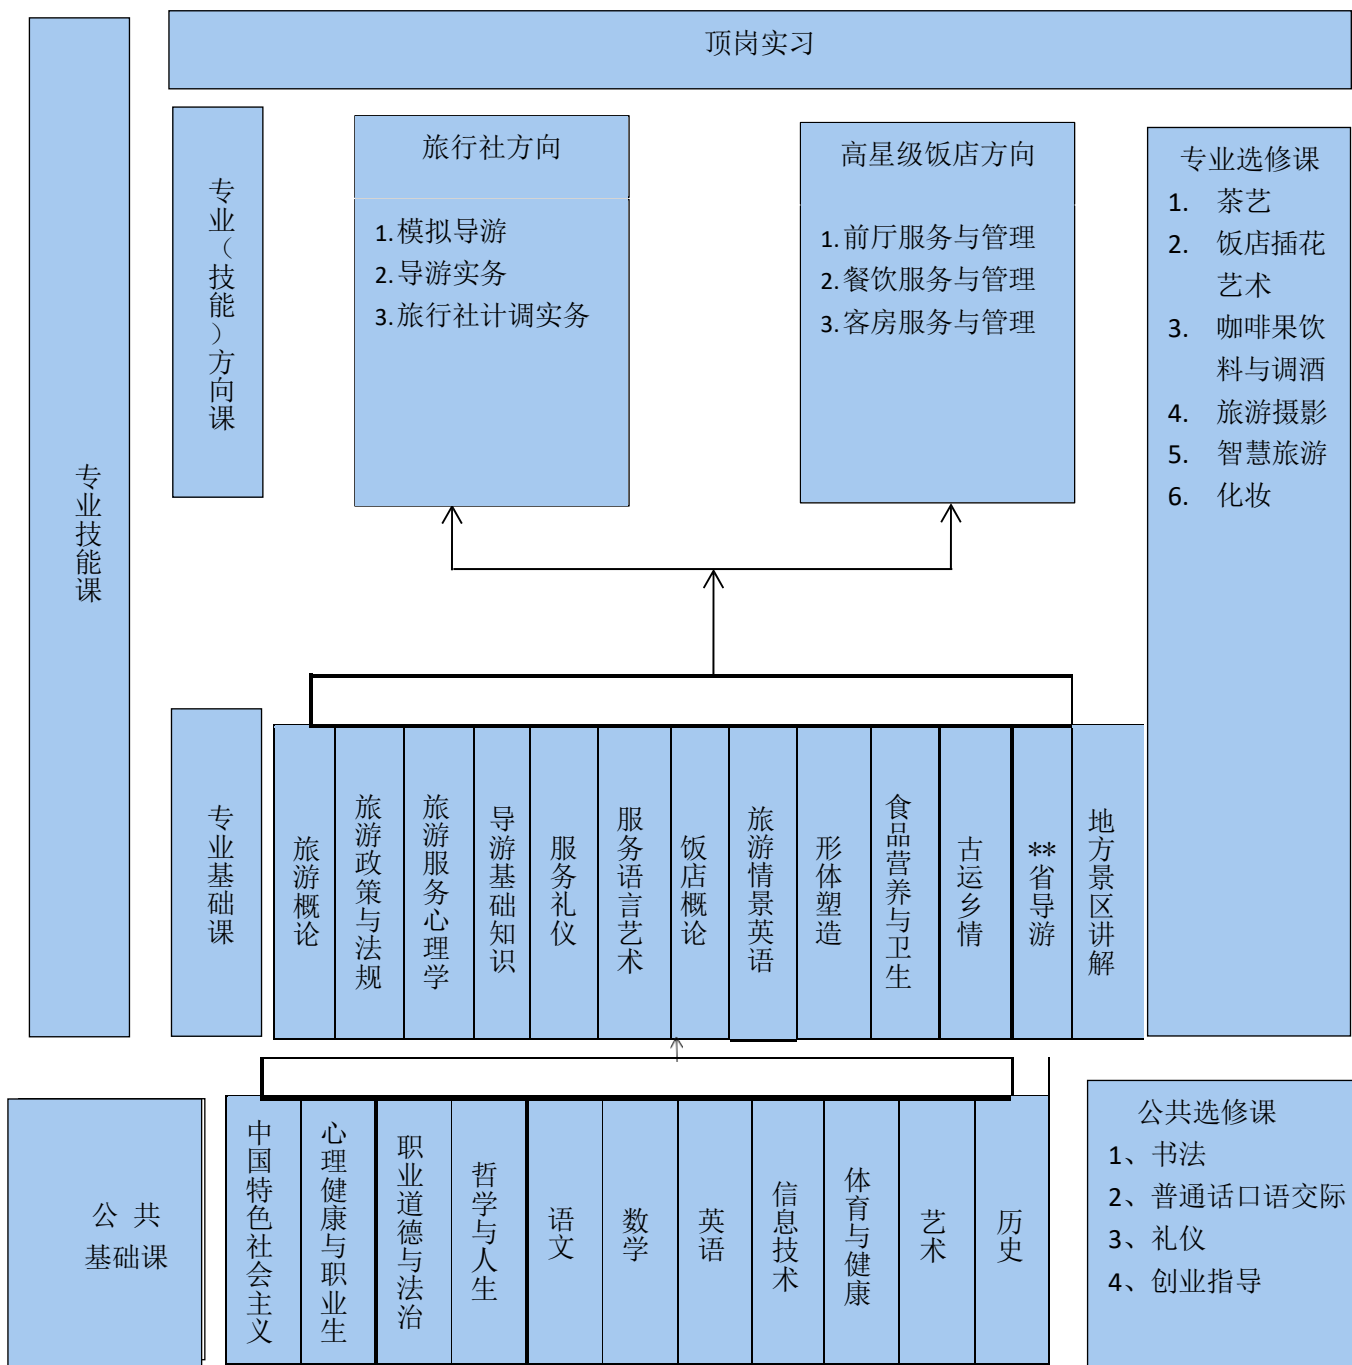 顶岗实习
专业技能课
专业（技能）方向课
旅行社方向
1.模拟导游
2.导游实务
3.旅行社计调实务
高星级饭店方向
1.前厅服务与管理
2.餐饮服务与管理
3.客房服务与管理
专业选修课
1. 茶艺
2. 饭店插花
艺术
3. 咖啡果饮
料与调酒
4. 旅游摄影
5. 智慧旅游
6. 化妆
专业基础课
旅游概论
旅游政策与法规
旅游服务心理学
导游基础知识
服务礼仪
服务语言艺术
饭店概论
旅游情景英语
形体塑造
食品营养与卫生
古运乡情
**省导游
地方景区讲解
公 共
基础课
中国特色社会主义
心理健康与职业生
职业道德与法治
哲学与人生
语文
数学
英语
信息技术
体育与健康
艺术
历史
公共选修课
1、书法
2、普通话口语交际
3、礼仪
4、创业指导